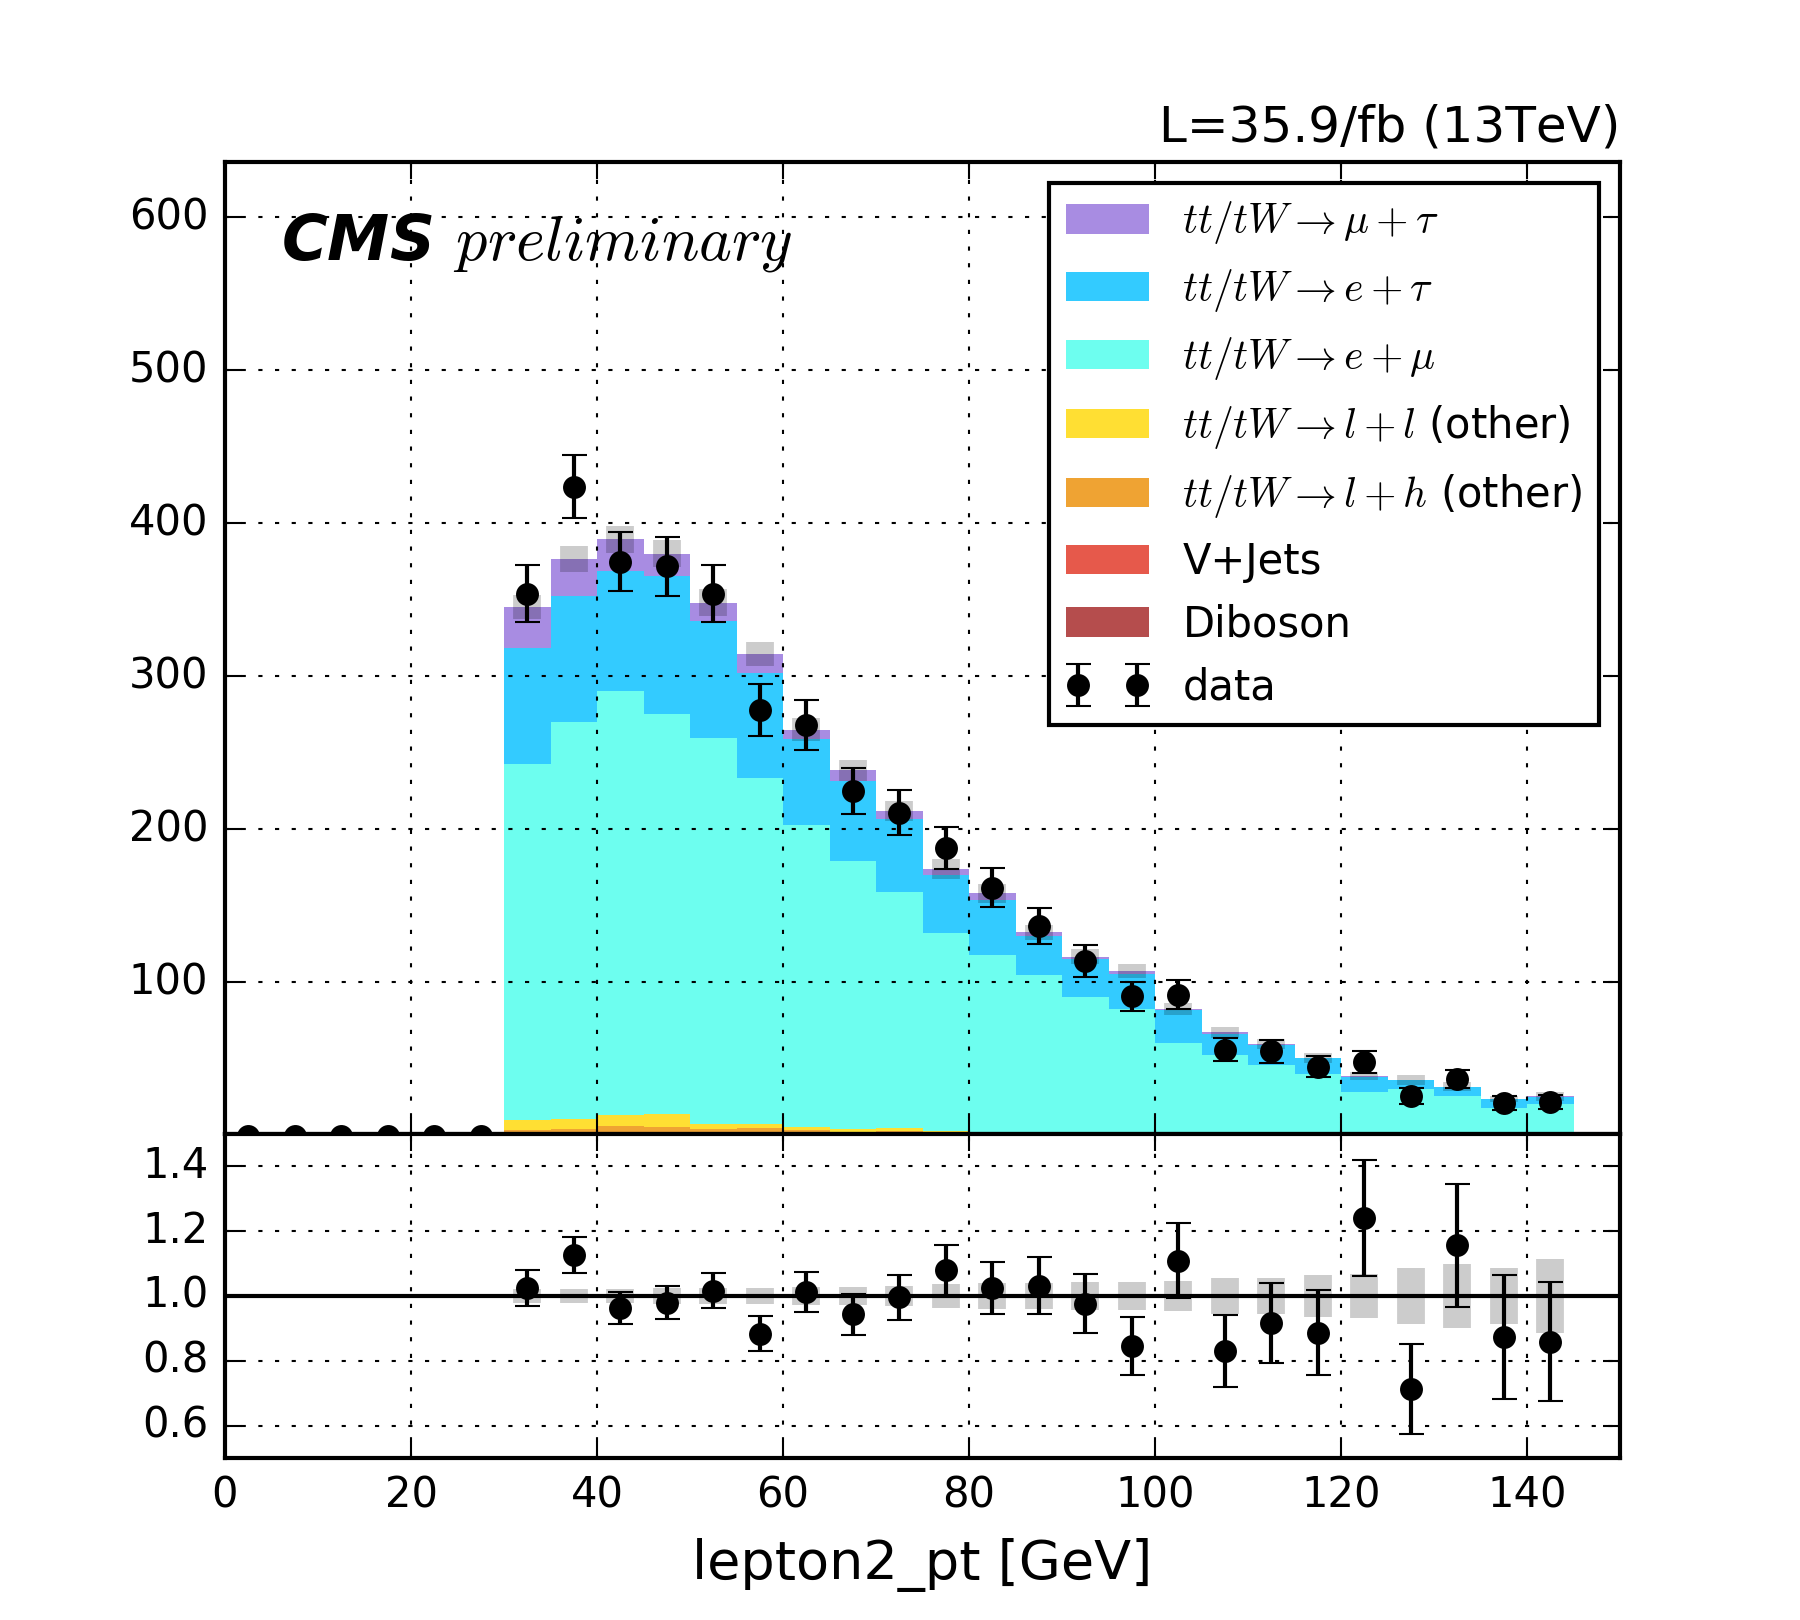 L=35.9/fb (13TeV)
CMS preliminary
600
500
400
300
200
100
tt/tW → μ + τ
tt/tW → e + τ
tt/tW → e + μ
tt/tW → l + l (other)
tt/tW → l + h (other)
V+Jets
Diboson
data
1.4
1.2
1.0
0.8
0.6
0 20 40 60 80 100 120 140
lepton2_pt [GeV]